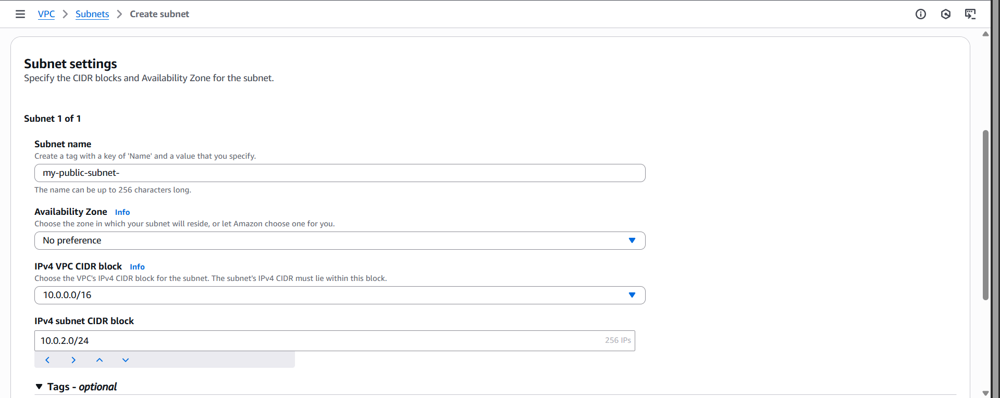 VPC > Subnets > Create subnet
Subnet settings
Specify the CIDR blocks and Availability Zone for the subnet.
Subnet 1 of 1
Subnet name
Create a tag with a key of 'Name' and a value that you specify.
my-public-subnet-
The name can be up to 256 characters long.
Availability Zone Info
Choose the zone in which your subnet will reside, or let Amazon choose one for you.
No preference
IPv4 VPC CIDR block Info
Choose the VPC's IPv4 CIDR block for the subnet. The subnet's IPv4 CIDR must lie within this block.
10.0.0.0/16
IPv4 subnet CIDR block
10.0.2.0/24 256 IPs
Tags - optional